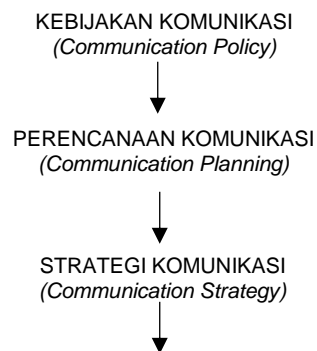 KEBIJAKAN KOMUNIKASI
(Communication Policy)
PERENCANAAN KOMUNIKASI
(Communication Planning)
STRATEGI KOMUNIKASI
(Communication Strategy)